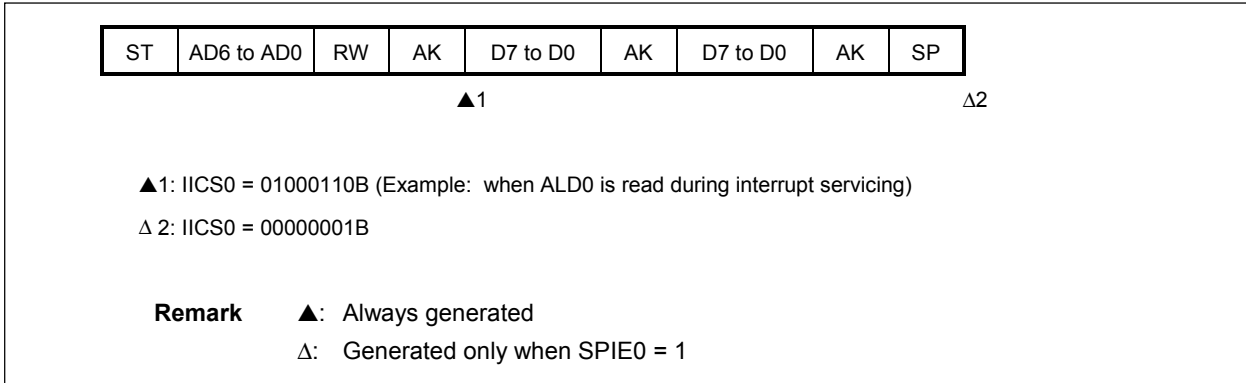 ST AD6 to AD0 RW AK D7 to D0 AK D7 to D0 AK SP
▲1 Δ2
▲1: IICS0 = 01000110B (Example: when ALD0 is read during interrupt servicing)
Δ 2: IICS0 = 00000001B
Remark ▲: Always generated
Δ: Generated only when SPIE0 = 1